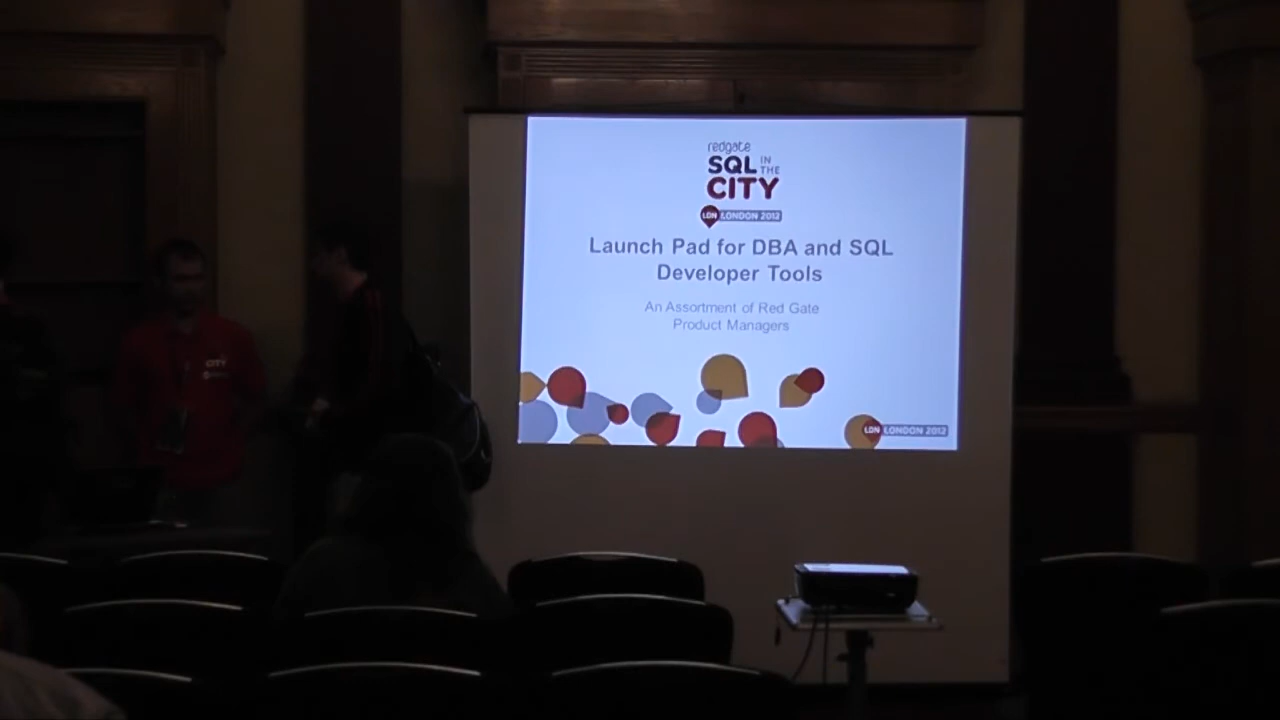 redgate
SQL IN THE
CITY
LDN LONDON 2012
Launch Pad for DBA and SQL
Developer Tools
An Assortment of Red Gate
Product Managers
LDN LONDON 2012
CITY